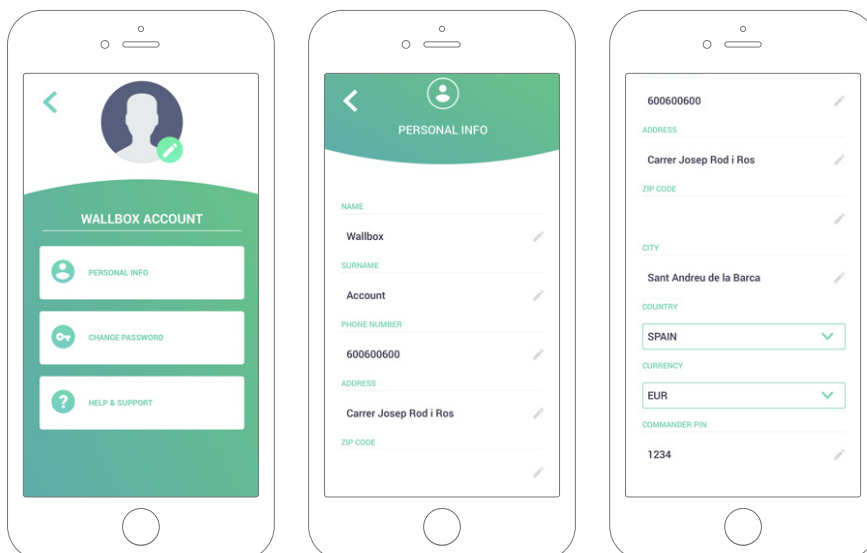 WALLBOX ACCOUNT
PERSONAL INFO
CHANGE PASSWORD
HELP & SUPPORT
PERSONAL INFO
NAME
Wallbox
SURNAME
Account
PHONE NUMBER
600600600
ADDRESS
Carrer Josep Rod i Ros
ZIP CODE
600600600
ADDRESS
Carrer Josep Rod i Ros
ZIP CODE
CITY
Sant Andreu de la Barca
COUNTRY
SPAIN
CURRENCY
EUR
COMMANDER PIN
1234